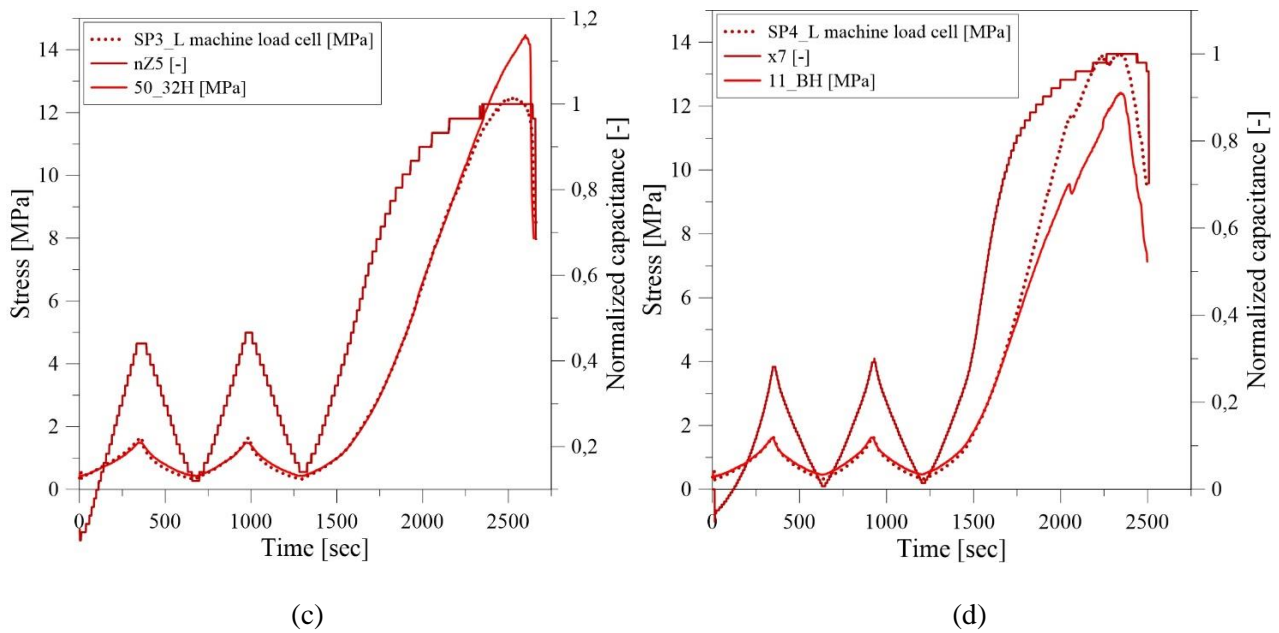 SP3_L machine load cell [MPa]
nZ5 [-]
50_32H [MPa]
Stress [MPa]
14
12
10
8
6
4
2
0
0
500
1000
1500
2000
2500
Time [sec]
1,2
1
0,8
0,6
0,4
0,2
Normalized capacitance [-]
(c)
SP4_L machine load cell [MPa]
x7 [-]
11_BH [MPa]
Stress [MPa]
14
12
10
8
6
4
2
0
0
500
1000
1500
2000
2500
Time [sec]
1
0,8
0,6
0,4
0,2
0
Normalized capacitance [-]
(d)